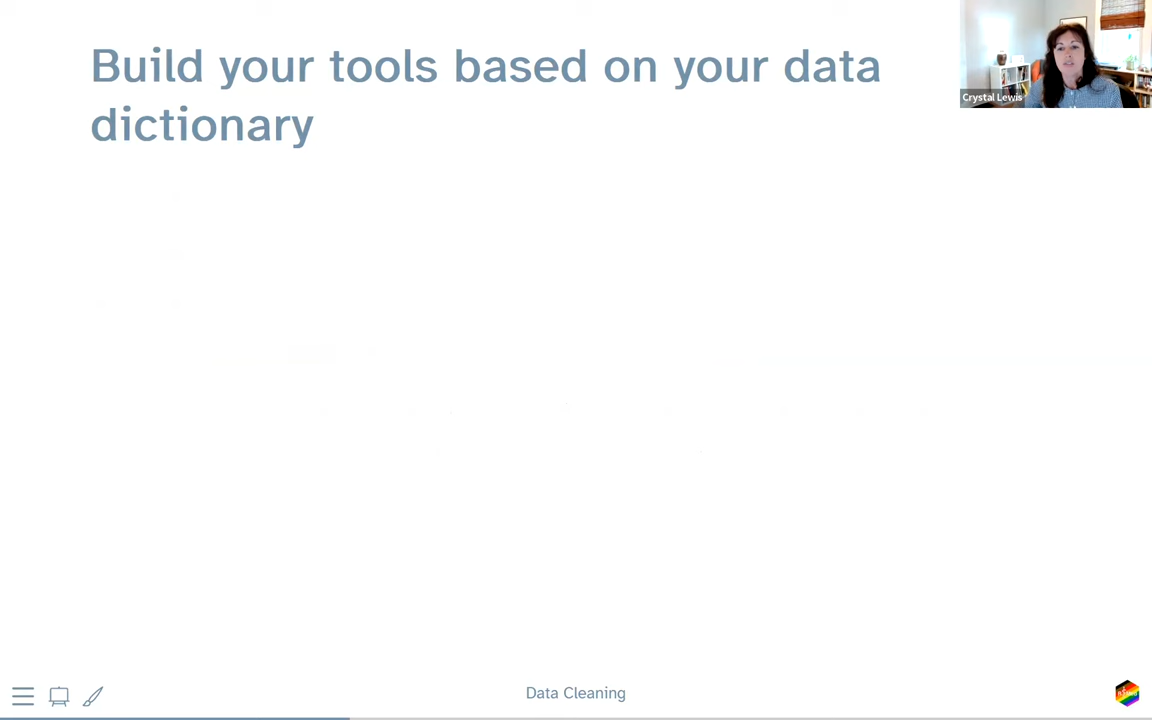 Build your tools based on your data
dictionary
Crystal Lewis
Data Cleaning